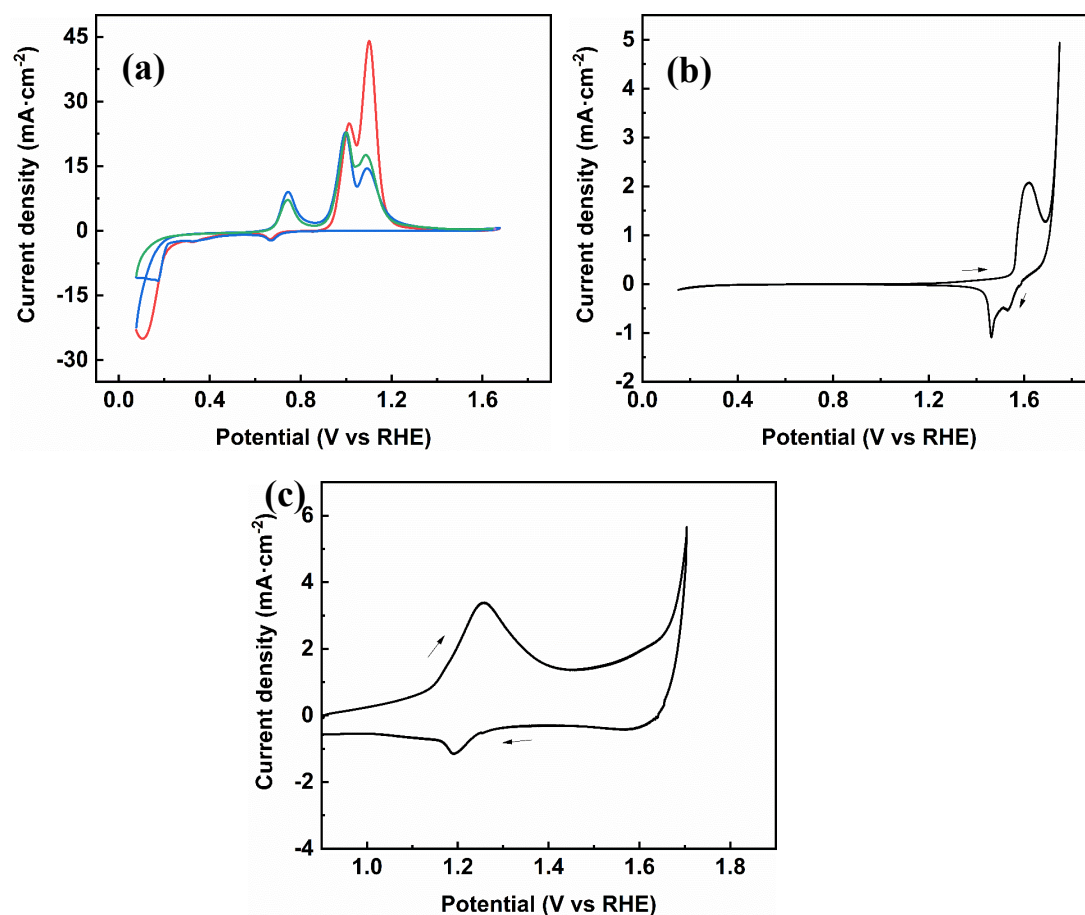 (a)
Current density (mA·cm⁻²)
45
30
15
0
-15
-30
0.0 0.4 0.8 1.2 1.6
Potential (V vs RHE)
(b)
Current density (mA·cm⁻²)
5
4
3
2
1
0
-1
-2
0.0 0.4 0.8 1.2 1.6
Potential (V vs RHE)
(c)
Current density (mA·cm⁻²)
6
4
2
0
-2
-4
1.0 1.2 1.4 1.6 1.8
Potential (V vs RHE)